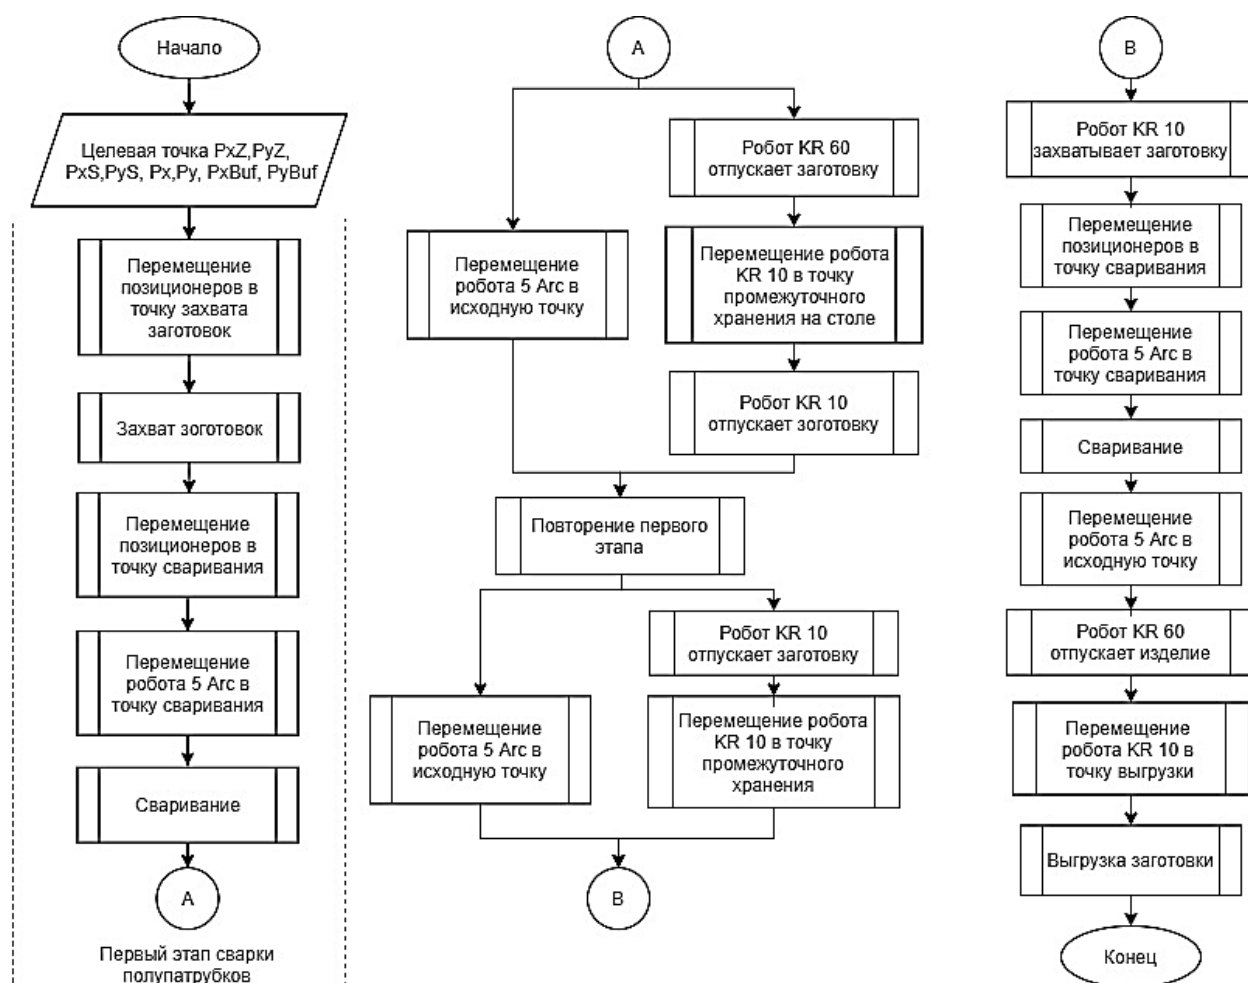 Начало
Целевая точка PxZ,PyZ,
PxS,PyS, Px,Py, PxBuf, PyBuf
Перемещение
позиционеров в
точку захвата
заготовок
Захват зоготовок
Перемещение
позиционеров в
точку сваривания
Перемещение
робота 5 Arc в
точку сваривания
Сваривание
A
Первый этап сварки
полупатрубков
A
Робот KR 60
отпускает заготовку
Перемещение
робота 5 Arc в
исходную точку
Перемещение робота
KR 10 в точку
промежуточного
хранения на столе
Робот KR 10
отпускает зоготовку
Повторение первого
этапа
Робот KR 10
отпускает заготовку
Перемещение
робота 5 Arc в
исходную точку
Перемещение робота
KR 10 в точку
промежуточного
хранения
B
B
Робот KR 10
захватывает заготовку
Перемещение
позиционеров в
точку сваривания
Перемещение
робота 5 Arc в
точку сваривания
Сваривание
Перемещение
робота 5 Arc в
исходную точку
Робот KR 60
отпускает изделие
Перемещение
робота KR 10 в
точку выгрузки
Выгрузка заготовки
Конец